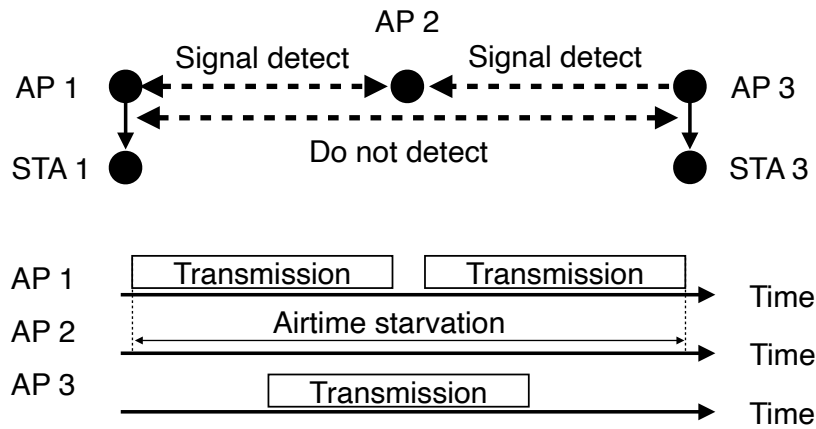 AP 2
Signal detect Signal detect
AP 1 AP 3
Do not detect
STA 1 STA 3
AP 1 Transmission Transmission
Time
AP 2 Airtime starvation
Time
AP 3 Transmission
Time